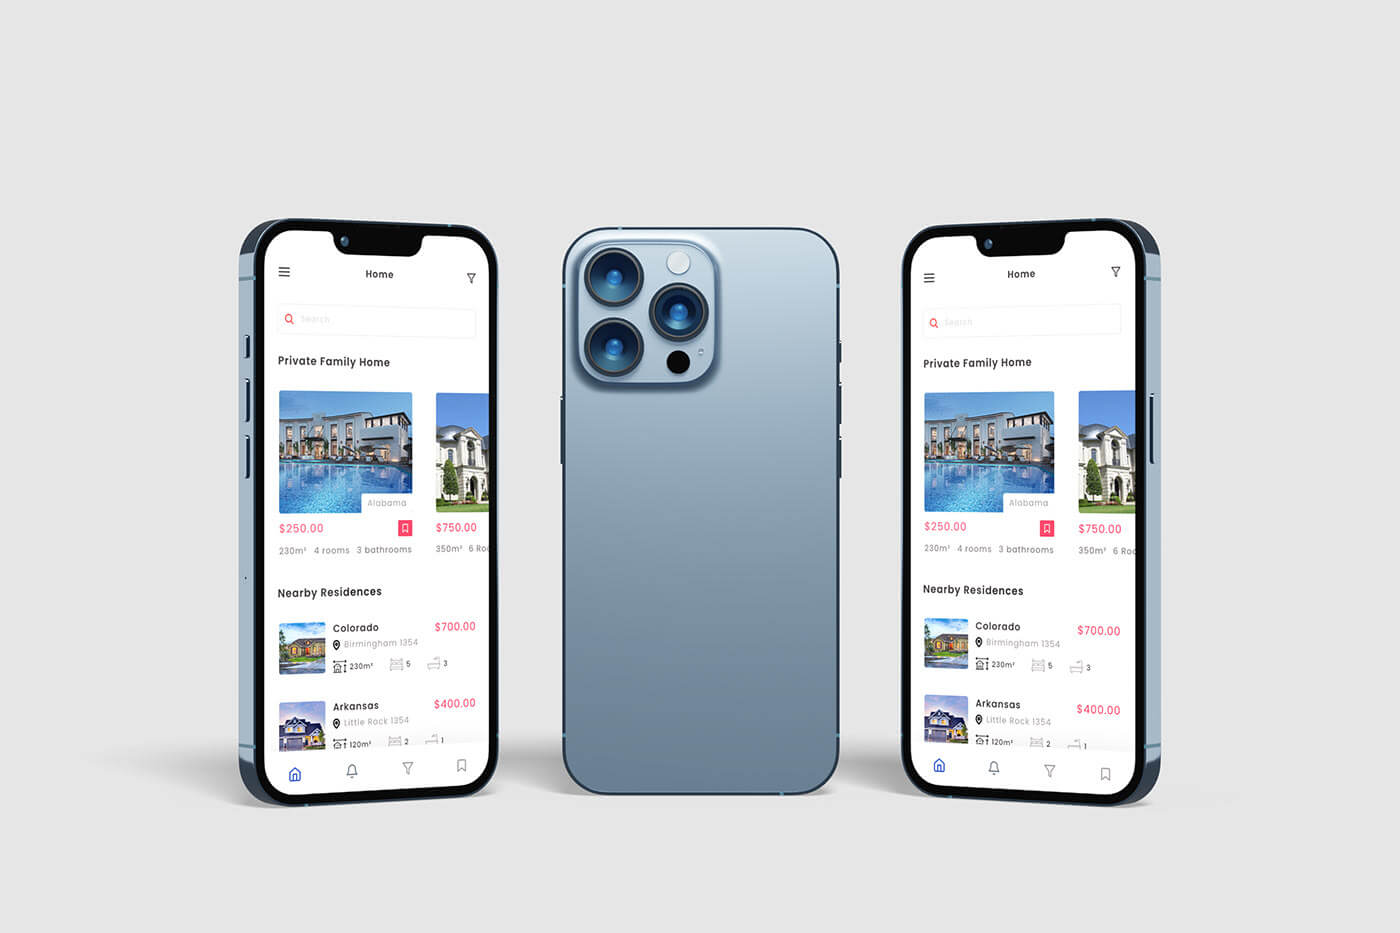 Home
Search
Private Family Home
Alabama
$250.00
$750.00
230m² 4 rooms 3 bathrooms
350m² 6 Roo
Nearby Residences
Colorado
$700.00
Birmingham 1354
230m² 5 3
Arkansas
$400.00
Little Rock 1354
120m² 2 1
Home
Search
Private Family Home
Alabama
$250.00
$750.00
230m² 4 rooms 3 bathrooms
350m² 6 Roo
Nearby Residences
Colorado
$700.00
Birmingham 1354
230m² 5 3
Arkansas
$400.00
Little Rock 1354
120m² 2 1